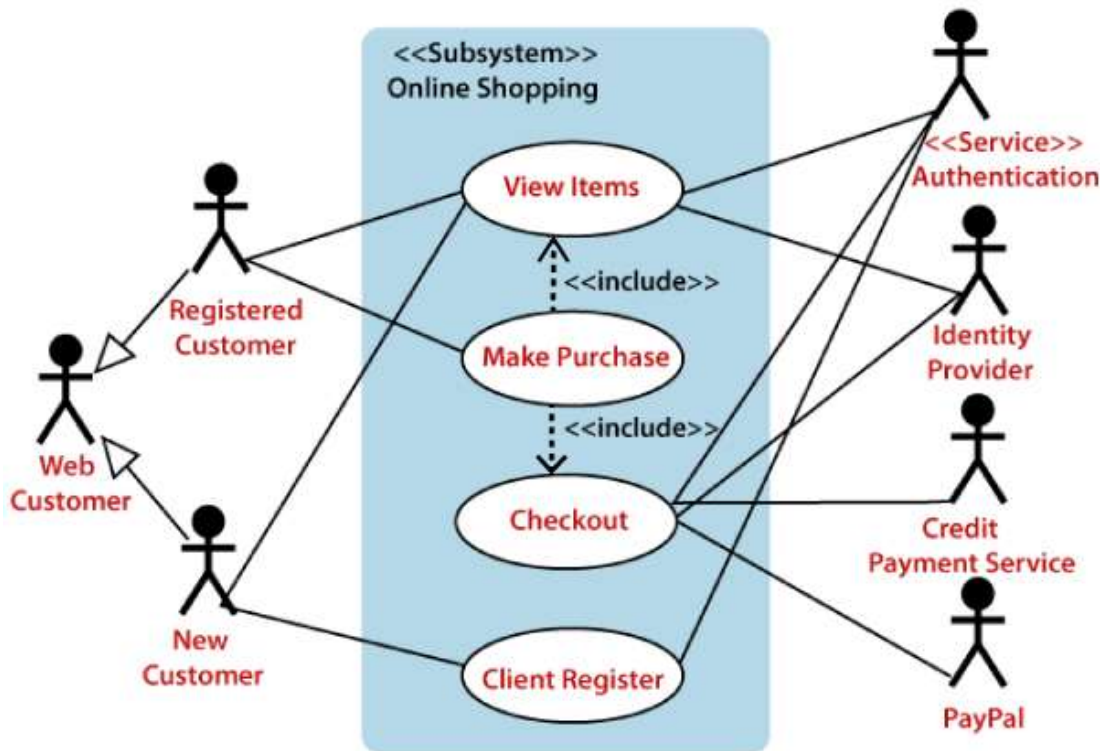 <<Subsystem>>
Online Shopping
View Items
<<include>>
Make Purchase
<<include>>
Checkout
Client Register
Registered
Customer
Web
Customer
New
Customer
<<Service>>
Authentication
Identity
Provider
Credit
Payment Service
PayPal